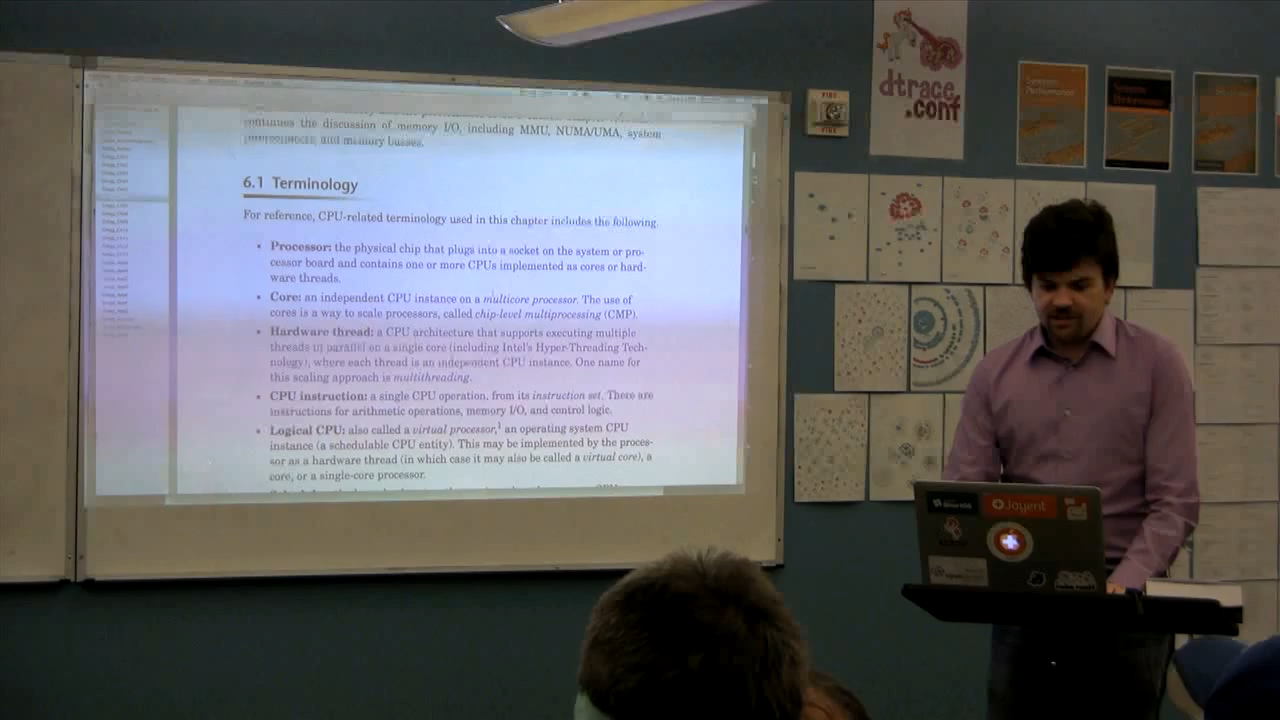 continues the discussion of memory I/O, including MMU, NUMA/UMA, system
and memory busses.
6.1 Terminology
For reference, CPU-related terminology used in this chapter includes the following.
• Processor: the physical chip that plugs into a socket on the system or pro-
cessor board and contains one or more CPUs implemented as cores or hard-
ware threads.
• Core: an independent CPU instance on a multicore processor. The use of
cores is a way to scale processors, called chip-level multiprocessing (CMP).
• Hardware thread: a CPU architecture that supports executing multiple
threads in parallel on a single core (including Intel's Hyper-Threading Tech-
nology), where each thread is an independent CPU instance. One name for
this scaling approach is multithreading.
• CPU instruction: a single CPU operation, from its instruction set. There are
instructions for arithmetic operations, memory I/O, and control logic.
• Logical CPU: also called a virtual processor,¹ an operating system CPU
instance (a schedulable CPU entity). This may be implemented by the proces-
sor as a hardware thread (in which case it may also be called a virtual core), a
core, or a single-core processor.
dtrace
.conf
FIRE
FIRE
Systems
Performance
Joyent